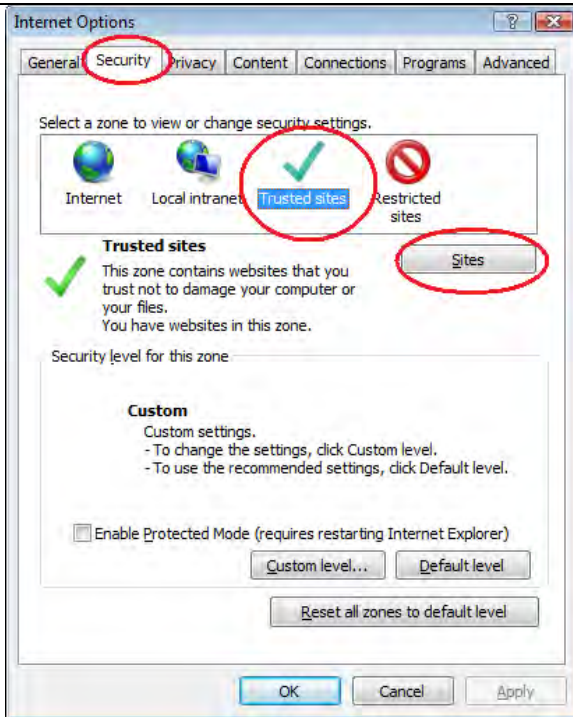 Internet Options
General Security Privacy Content Connections Programs Advanced
Select a zone to view or change security settings.
Internet Local intranet Trusted sites Restricted
sites
Trusted sites
Sites
This zone contains websites that you
trust not to damage your computer or
your files.
You have websites in this zone.
Security level for this zone
Custom
Custom settings.
- To change the settings, click Custom level.
- To use the recommended settings, click Default level.
Enable Protected Mode (requires restarting Internet Explorer)
Custom level... Default level
Reset all zones to default level
OK Cancel Apply